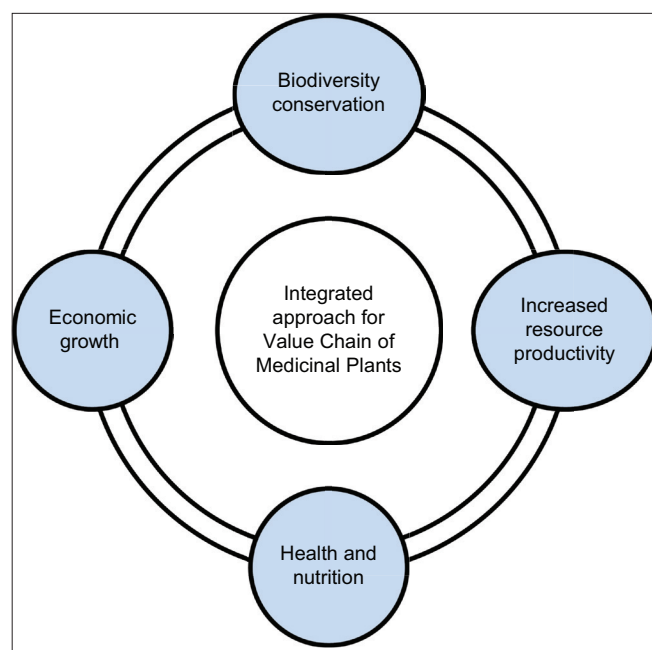 Biodiversity
conservation
Economic
growth
Integrated
approach for
Value Chain of
Medicinal Plants
Increased
resource
productivity
Health and
nutrition